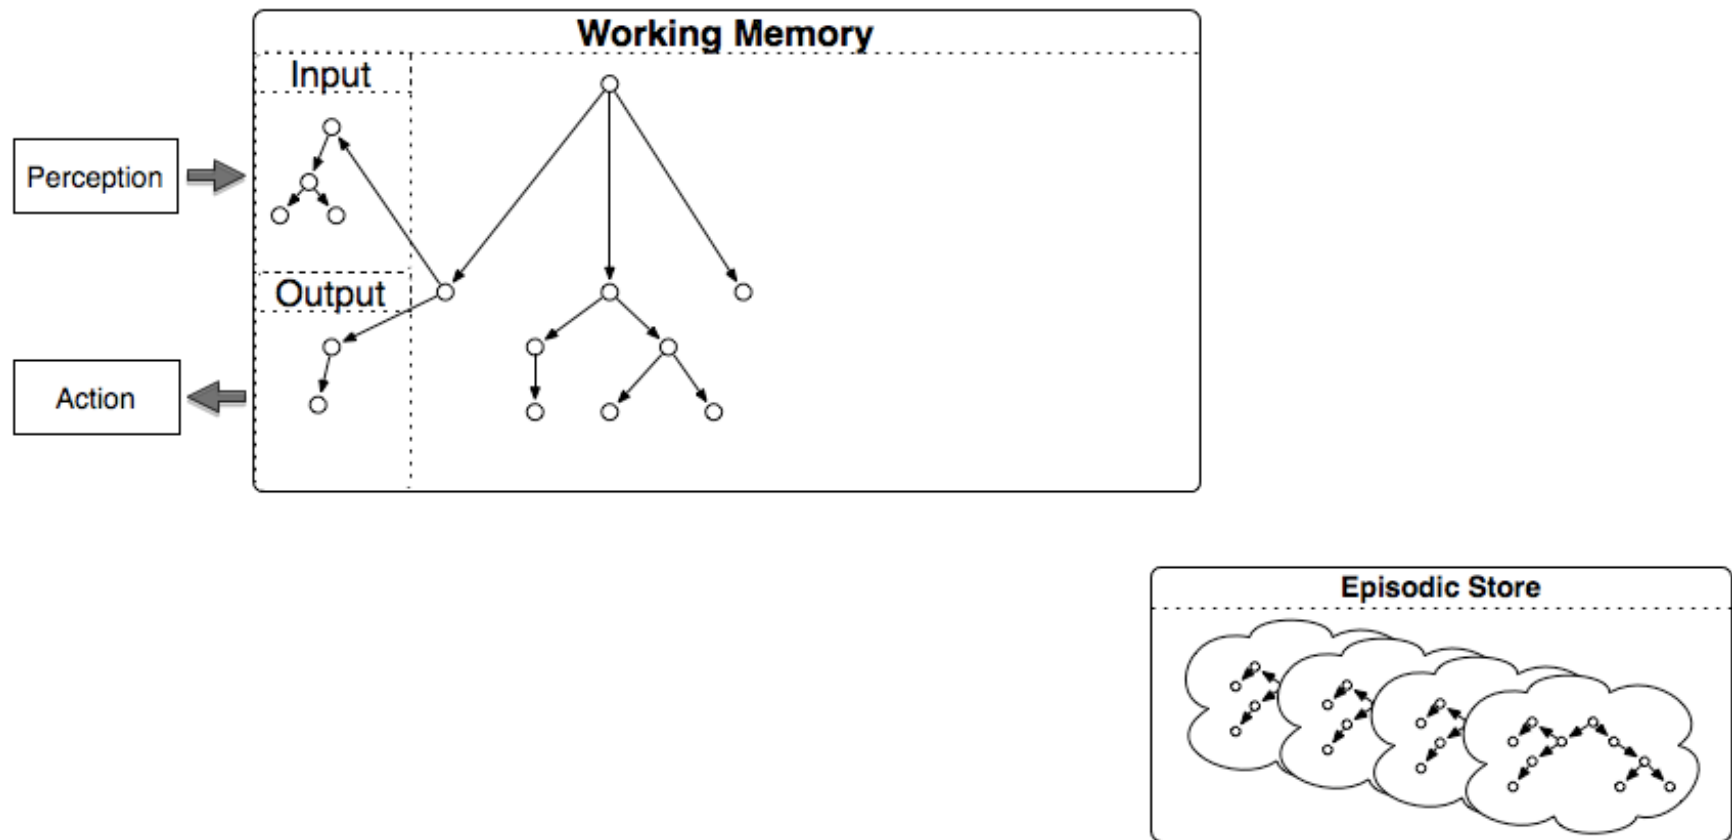 Working Memory
Input
Perception
Output
Action
Episodic Store